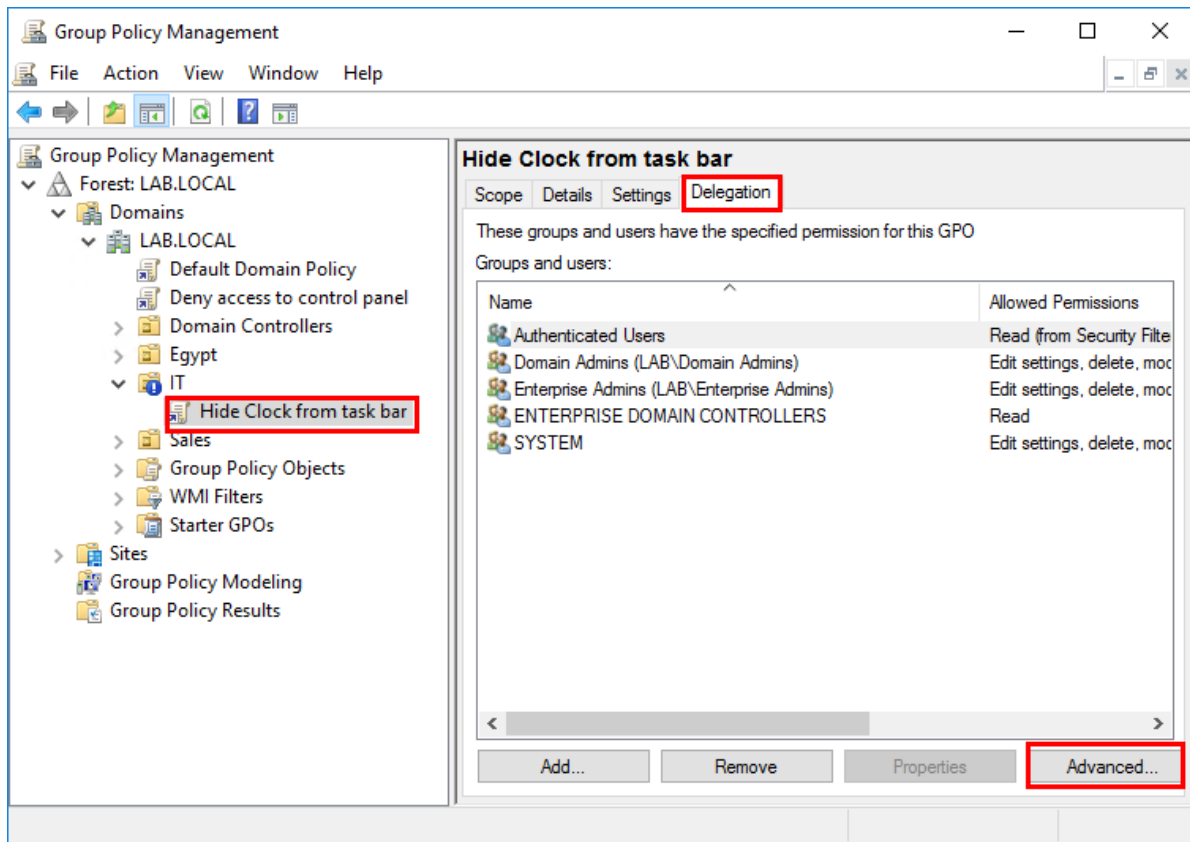 Group Policy Management
File Action View Window Help
Group Policy Management
Forest: LAB.LOCAL
Domains
LAB.LOCAL
Default Domain Policy
Deny access to control panel
Domain Controllers
Egypt
IT
Hide Clock from task bar
Sales
Group Policy Objects
WMI Filters
Starter GPOs
Sites
Group Policy Modeling
Group Policy Results
Hide Clock from task bar
Scope Details Settings Delegation
These groups and users have the specified permission for this GPO
Groups and users:
Name Allowed Permissions
Authenticated Users Read (from Security Filte
Domain Admins (LAB\Domain Admins) Edit settings, delete, moc
Enterprise Admins (LAB\Enterprise Admins) Edit settings, delete, moc
ENTERPRISE DOMAIN CONTROLLERS Read
SYSTEM Edit settings, delete, moc
Add... Remove Properties Advanced...